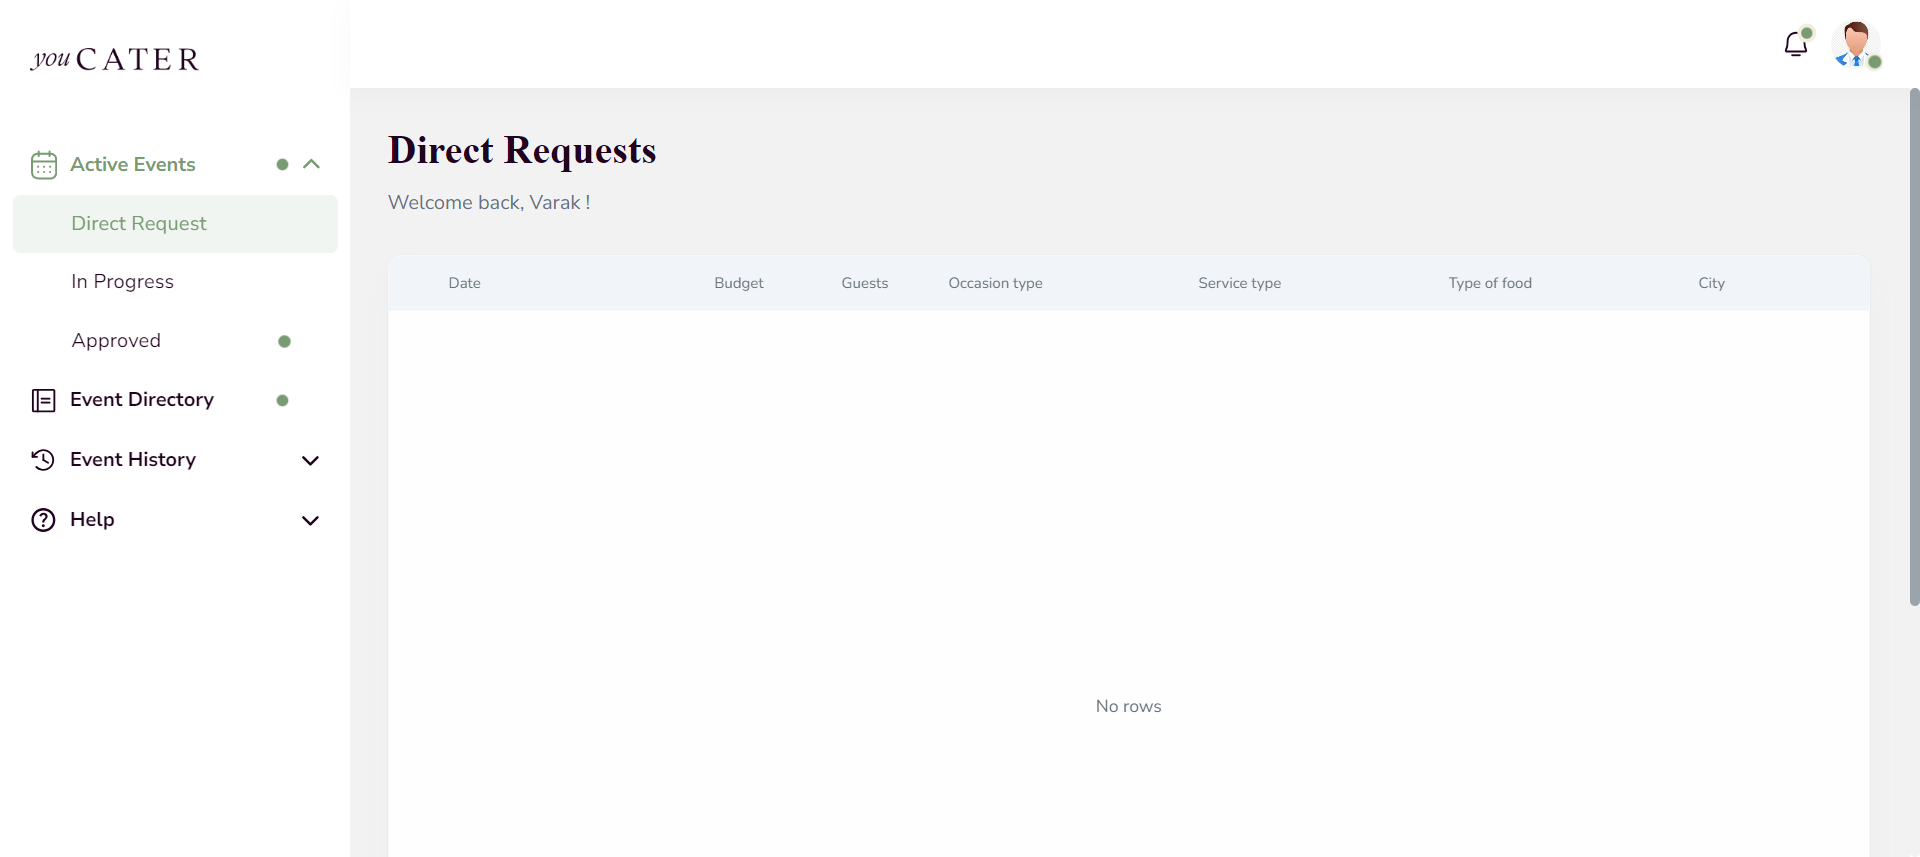 you CATER
Active Events
Direct Request
In Progress
Approved
Event Directory
Event History
Help
Direct Requests
Welcome back, Varak !
Date Budget Guests Occasion type Service type Type of food City
No rows